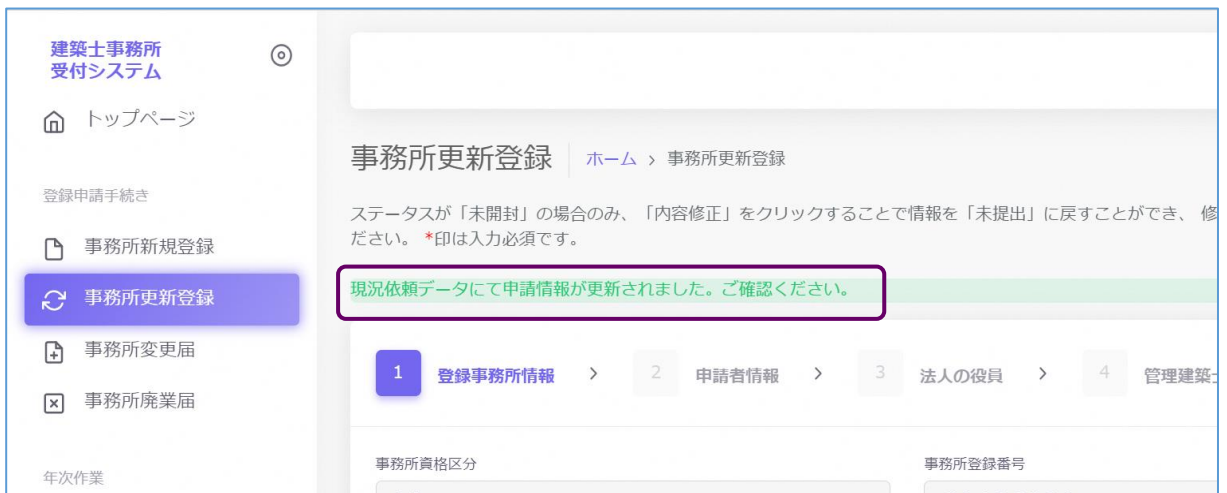 建築士事務所
受付システム
トップページ
登録申請手続き
事務所新規登録
事務所更新登録
事務所変更届
事務所廃業届
年次作業
事務所更新登録 ホーム > 事務所更新登録
ステータスが「未開封」の場合のみ、「内容修正」をクリックすることで情報を「未提出」に戻すことができ、 修
ださい。 *印は入力必須です。
現況依頼データにて申請情報が更新されました。ご確認ください。
1 登録事務所情報 > 2 申請者情報 > 3 法人の役員 > 4 管理建築
事務所資格区分 事務所登録番号